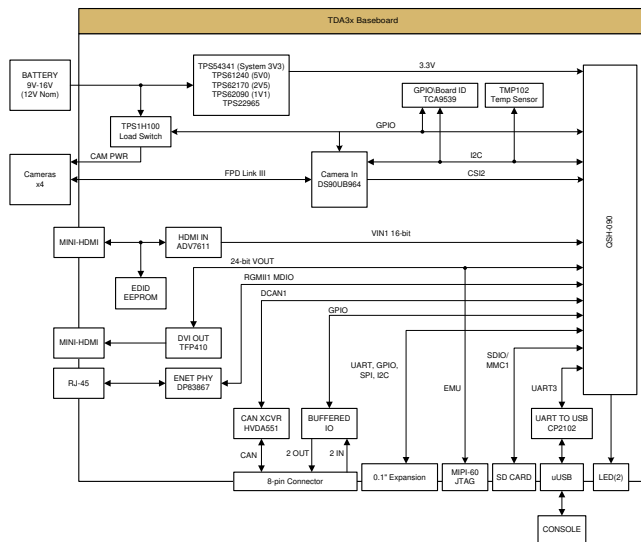 TDA3x Baseboard
BATTERY
9V-16V
(12V Nom)
TPS54341 (System 3V3)
TPS61240 (5V0)
TPS62170 (2V5)
TPS62090 (1V1)
TPS22965
3.3V
GPIO\Board ID
TCA9539
TMP102
Temp Sensor
TPS1H100
Load Switch
GPIO
CAM PWR
I2C
Cameras
x4
FPD Link III
Camera In
DS90UB964
CSI2
QSH-090
MINI-HDMI
HDMI IN
ADV7611
VIN1 16-bit
EDID
EEPROM
24-bit VOUT
RGMII1 MDIO
DCAN1
GPIO
MINI-HDMI
DVI OUT
TFP410
RJ-45
ENET PHY
DP83867
UART, GPIO,
SPI, I2C
EMU
SDIO/
MMC1
UART3
CAN XCVR
HVDA551
BUFFERED
IO
UART TO USB
CP2102
CAN
2 OUT
2 IN
8-pin Connector
0.1" Expansion
MIPI-60
JTAG
SD CARD
uUSB
LED(2)
CONSOLE